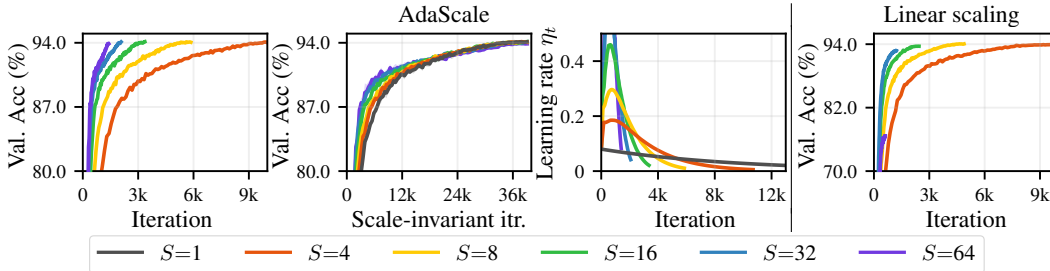 AdaScale
Linear scaling
Val. Acc (%)
94.0
87.0
80.0
0 3k 6k 9k
Iteration
Val. Acc (%)
94.0
87.0
80.0
12k 24k 36k
Scale-invariant itr.
Learning rate ηt
0.4
0.2
0
0 4k 8k 12k
Iteration
Val. Acc (%)
94.0
82.0
70.0
0 3k 6k 9k
Iteration
S=1 S=4 S=8 S=16 S=32 S=64